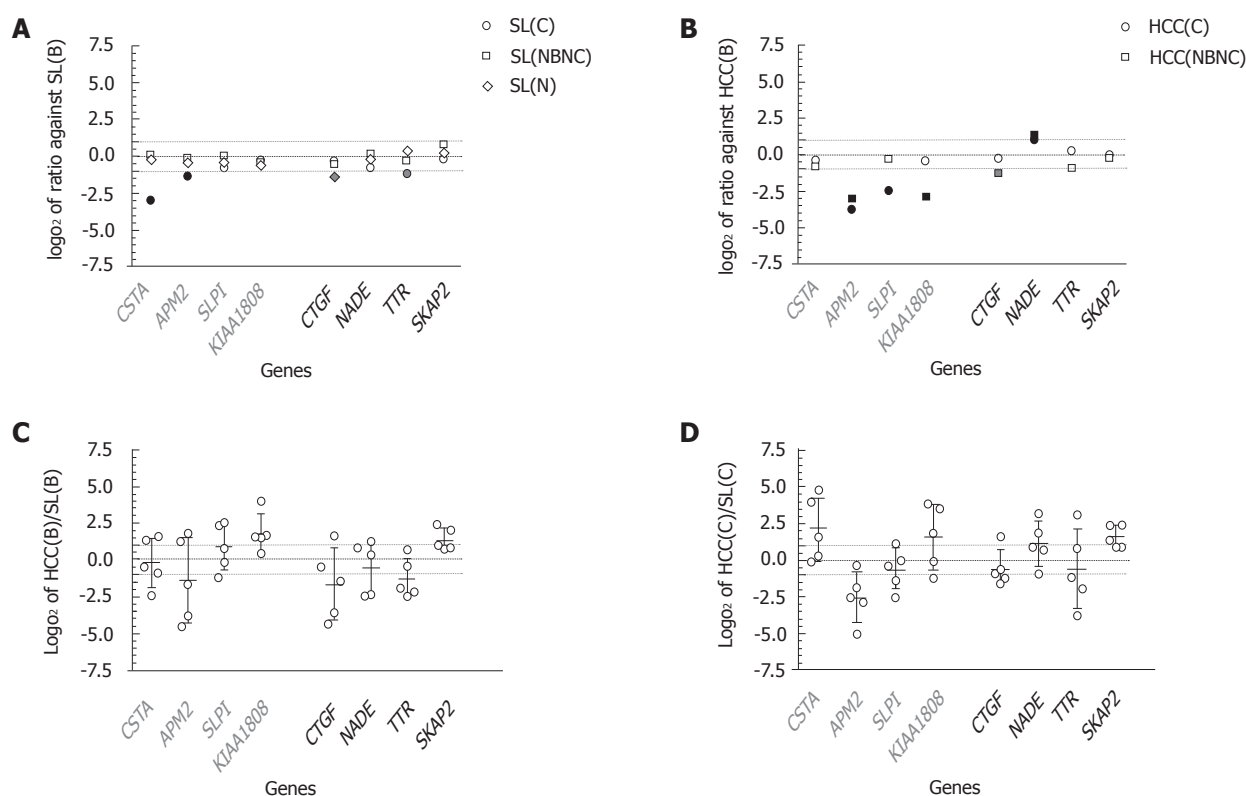 A
SL(C)
SL(NBNC)
SL(N)
logo₂ of ratio against SL(B)
7.5
5.0
2.5
0.0
-2.5
-5.0
-7.5
CSTA
APM2
SLPI
KIAA1808
CTGF
NADE
TTR
SKAP2
Genes
B
HCC(C)
HCC(NBNC)
logo₂ of ratio against HCC(B)
7.5
5.0
2.5
0.0
-2.5
-5.0
-7.5
CSTA
APM2
SLPI
KIAA1808
CTGF
NADE
TTR
SKAP2
Genes
C
Logo₂ of HCC(B)/SL(B)
7.5
5.0
2.5
0.0
-2.5
-5.0
-7.5
CSTA
APM2
SLPI
KIAA1808
CTGF
NADE
TTR
SKAP2
Genes
D
Logo₂ of HCC(C)/SL(C)
7.5
5.0
2.5
0.0
-2.5
-5.0
-7.5
CSTA
APM2
SLPI
KIAA1808
CTGF
NADE
TTR
SKAP2
Genes